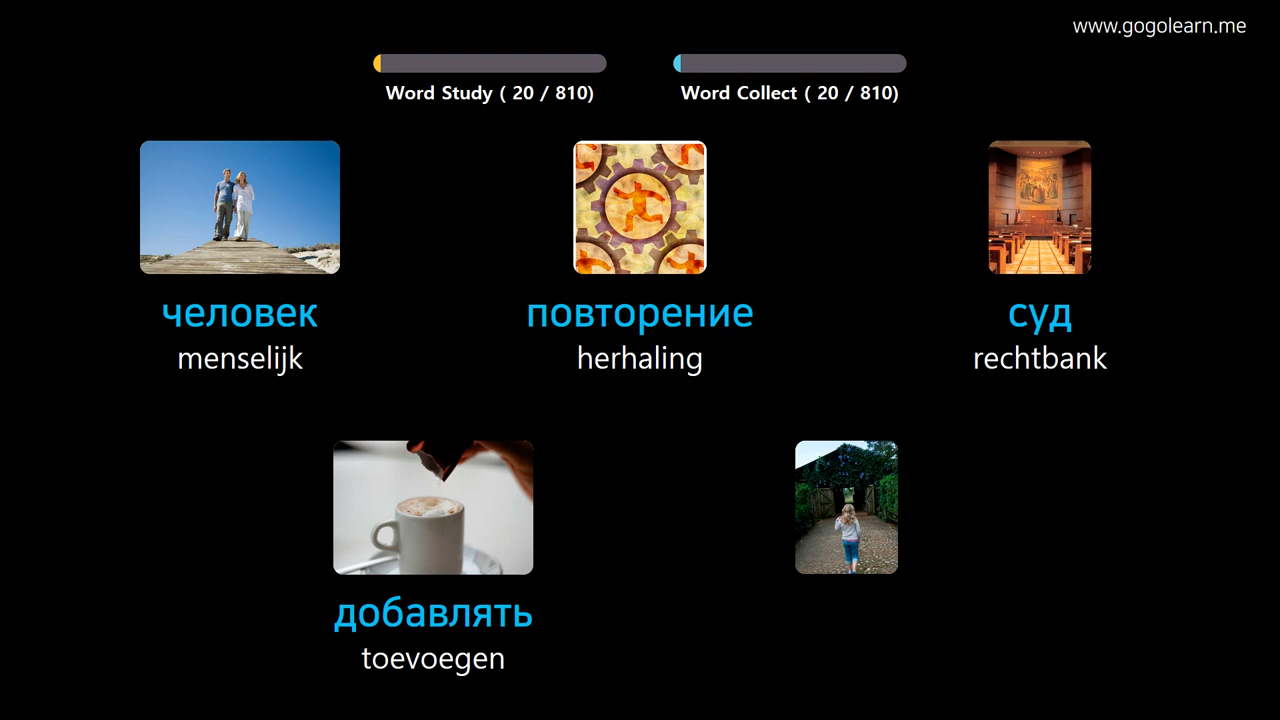 www.gogolearn.me
Word Study ( 20 / 810)
Word Collect ( 20 / 810)
человек
menselijk
повторение
herhaling
суд
rechtbank
добавлять
toevoegen